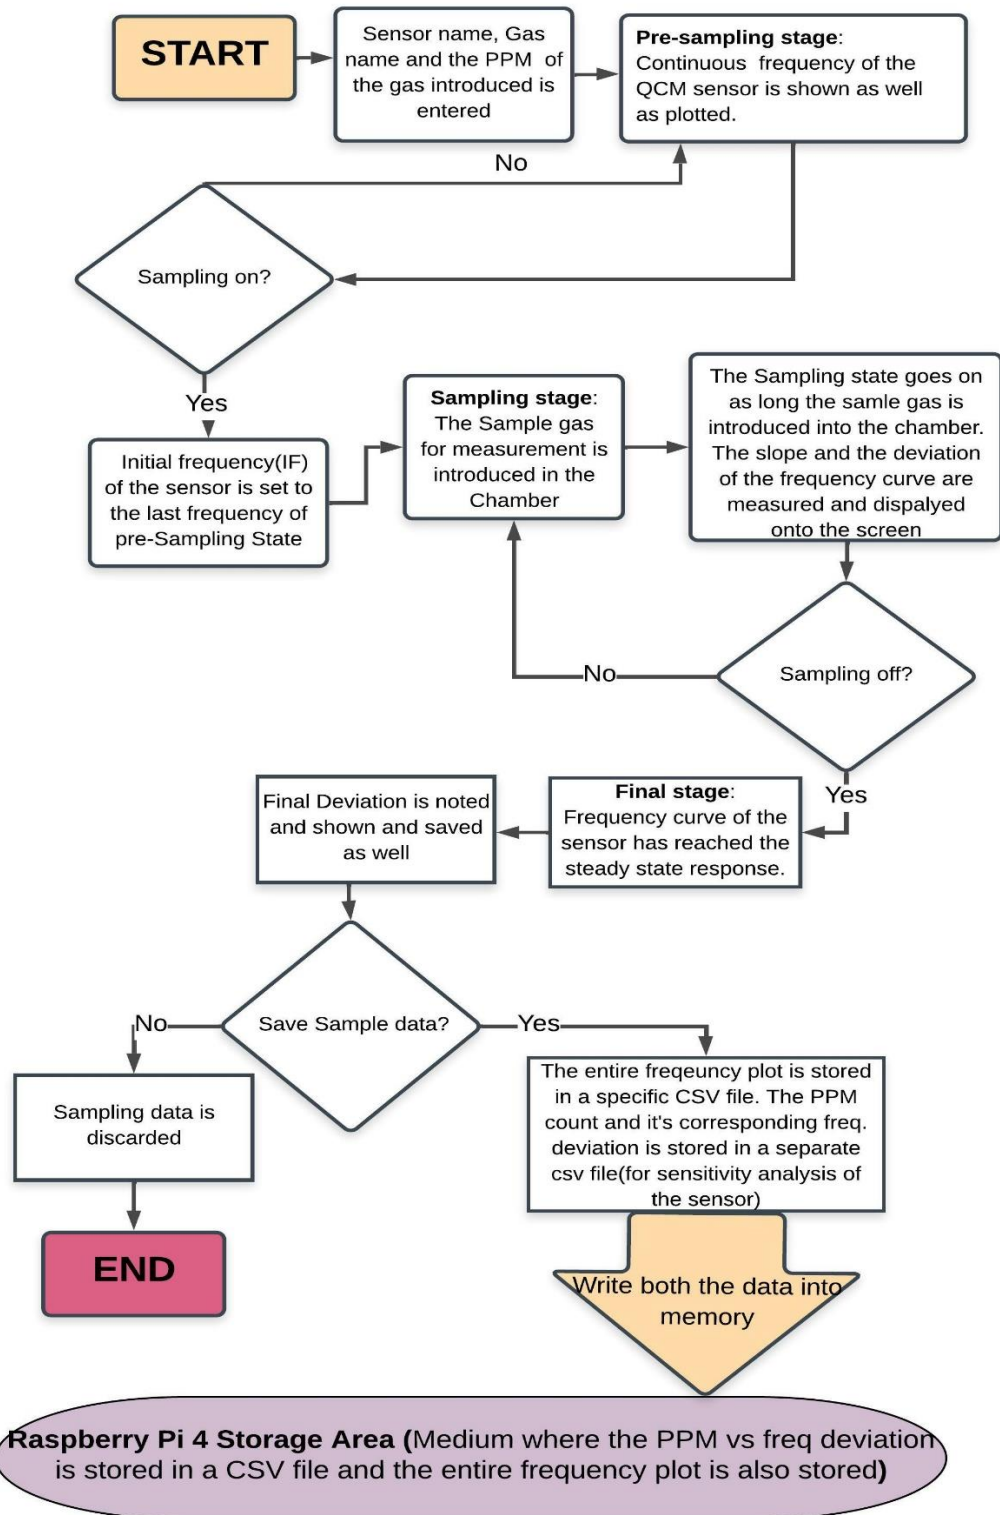 START
Sensor name, Gas
name and the PPM of
the gas introduced is
entered
Pre-sampling stage:
Continuous frequency of the
QCM sensor is shown as well
as plotted.
No
Sampling on?
Yes
Initial frequency(IF)
of the sensor is set to
the last frequency of
pre-Sampling State
Sampling stage:
The Sample gas
for measurement is
introduced in the
Chamber
The Sampling state goes on
as long the samle gas is
introduced into the chamber.
The slope and the deviation
of the frequency curve are
measured and dispalyed
onto the screen
No
Sampling off?
Yes
Final stage:
Frequency curve of the
sensor has reached the
steady state response.
Final Deviation is noted
and shown and saved
as well
Save Sample data?
No
Yes
Sampling data is
discarded
END
The entire freqeuncy plot is stored
in a specific CSV file. The PPM
count and it's corresponding freq.
deviation is stored in a separate
csv file(for sensitivity analysis of
the sensor)
Write both the data into
memory
Raspberry Pi 4 Storage Area (Medium where the PPM vs freq deviation
is stored in a CSV file and the entire frequency plot is also stored)